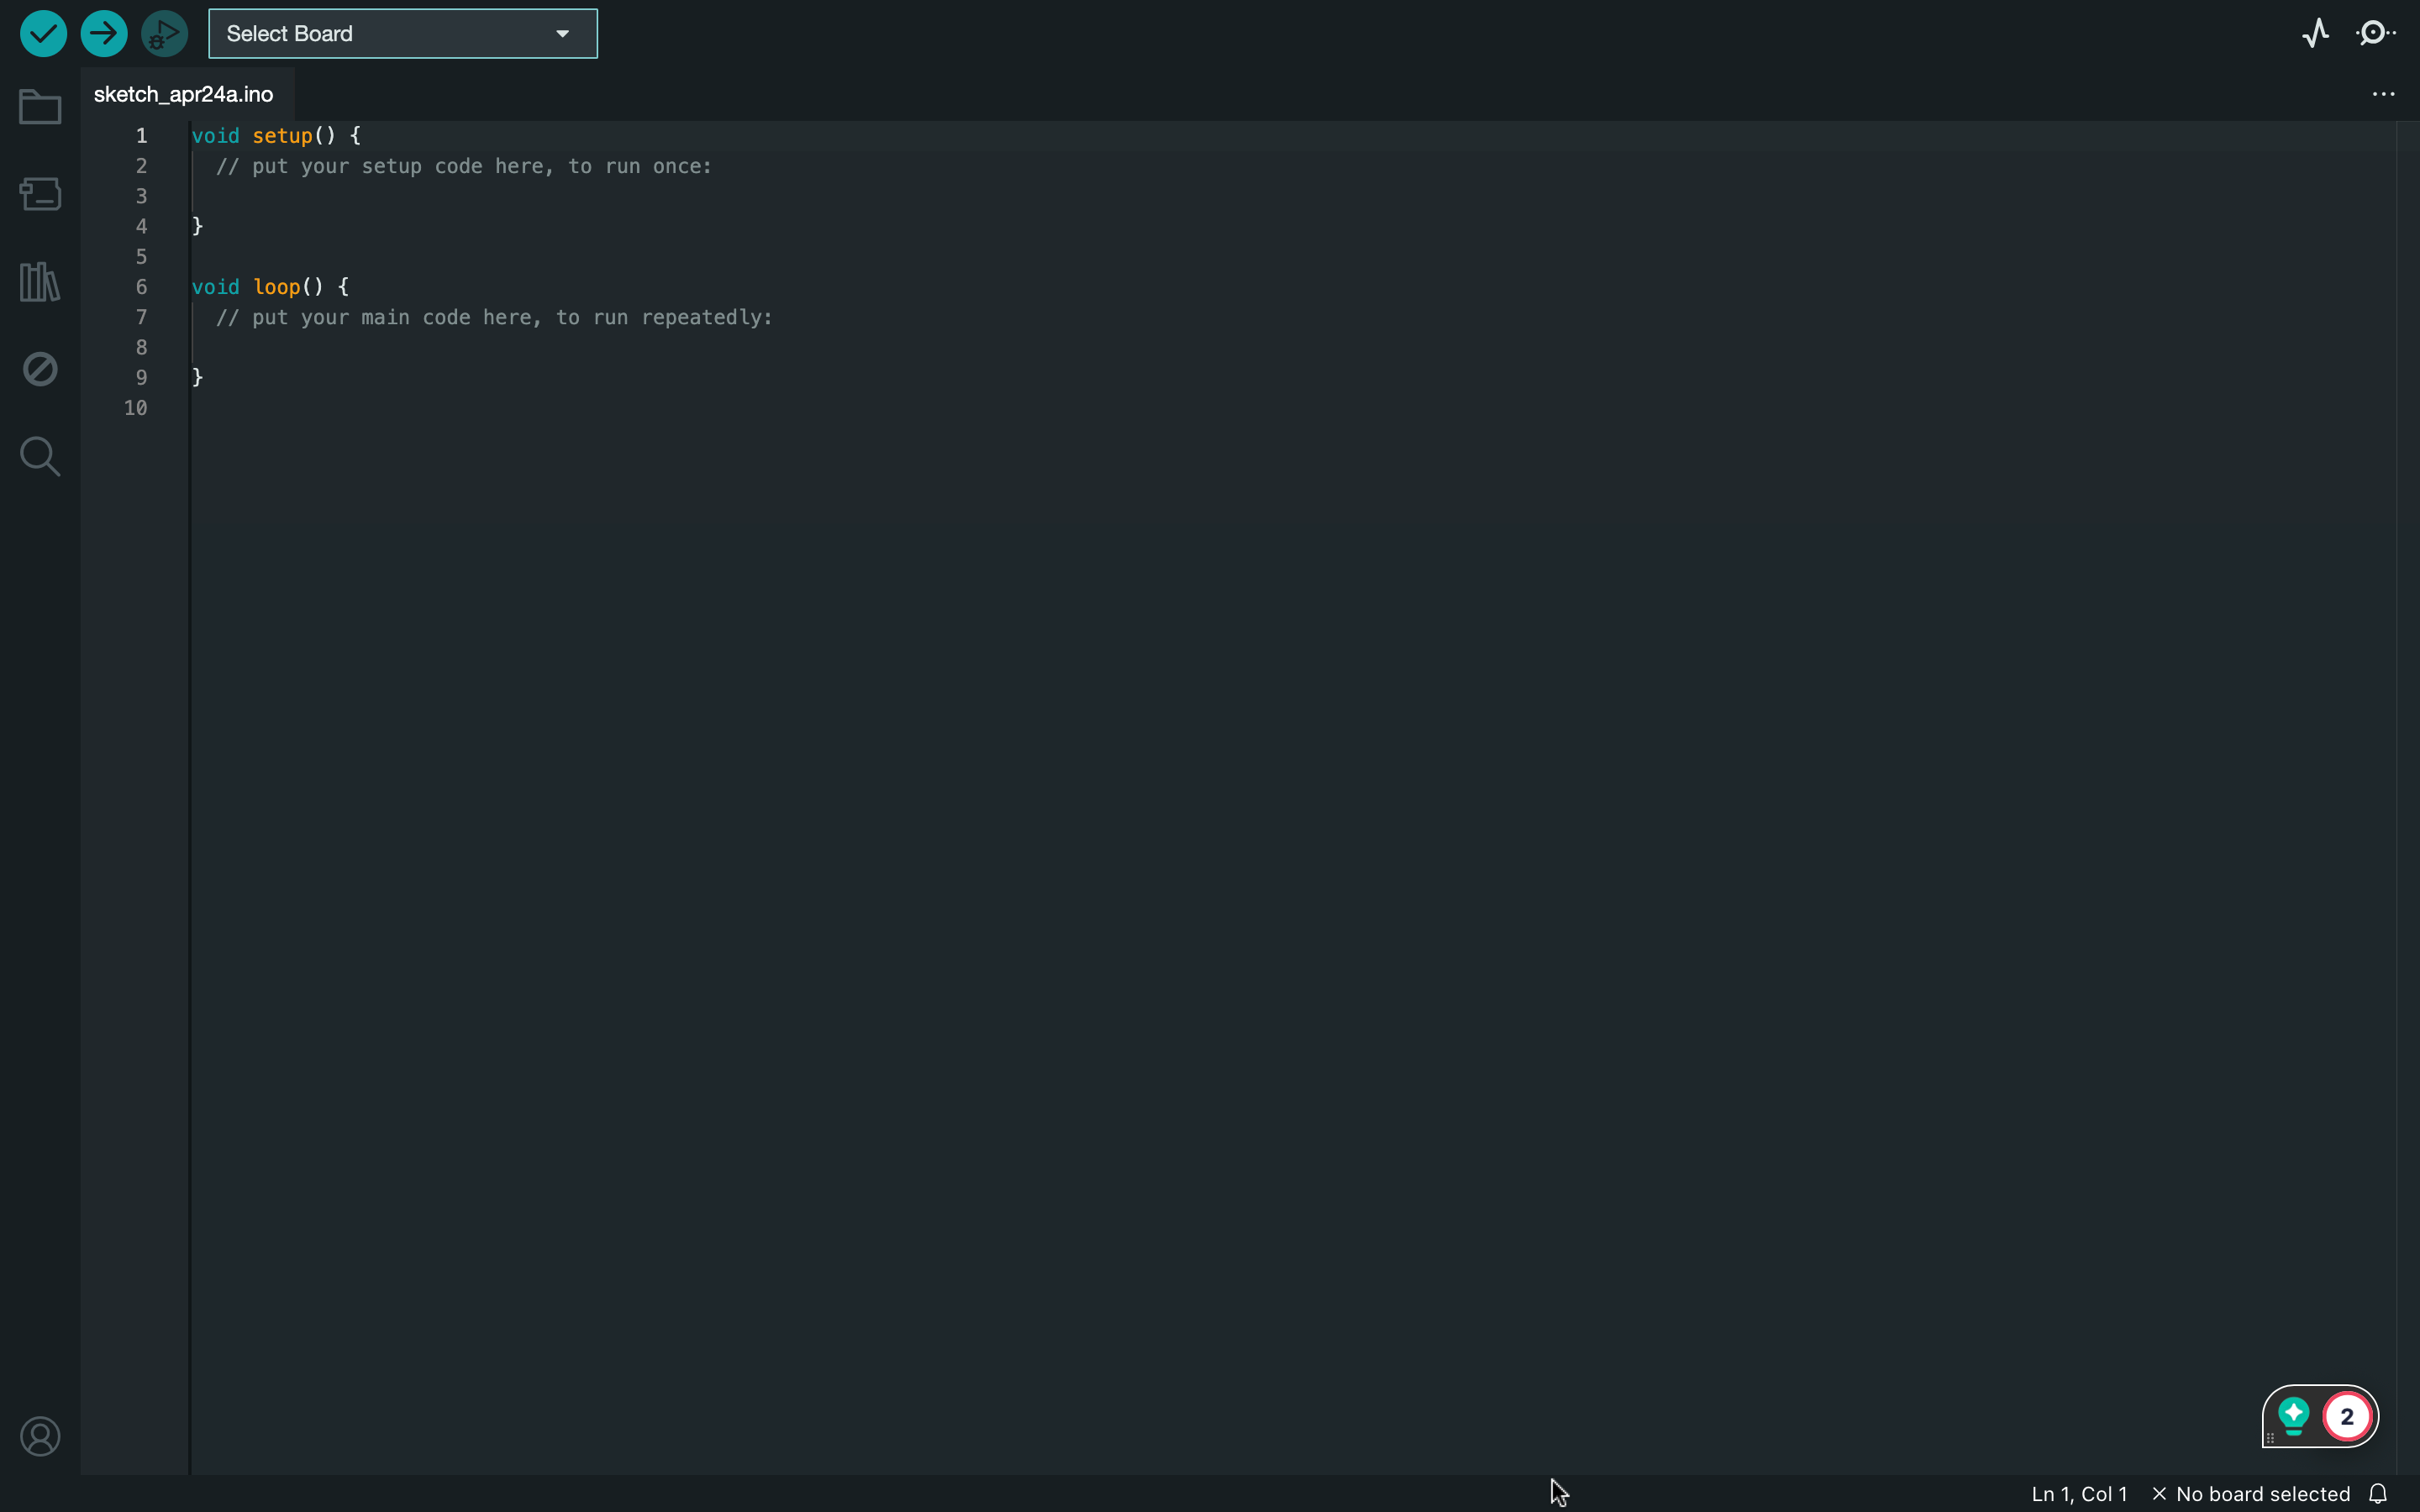 Select Board
sketch_apr24a.ino
1 void setup() {
2 // put your setup code here, to run once:
3
4 }
5
6 void loop() {
7 // put your main code here, to run repeatedly:
8
9 }
10
2
Ln 1, Col 1 × No board selected